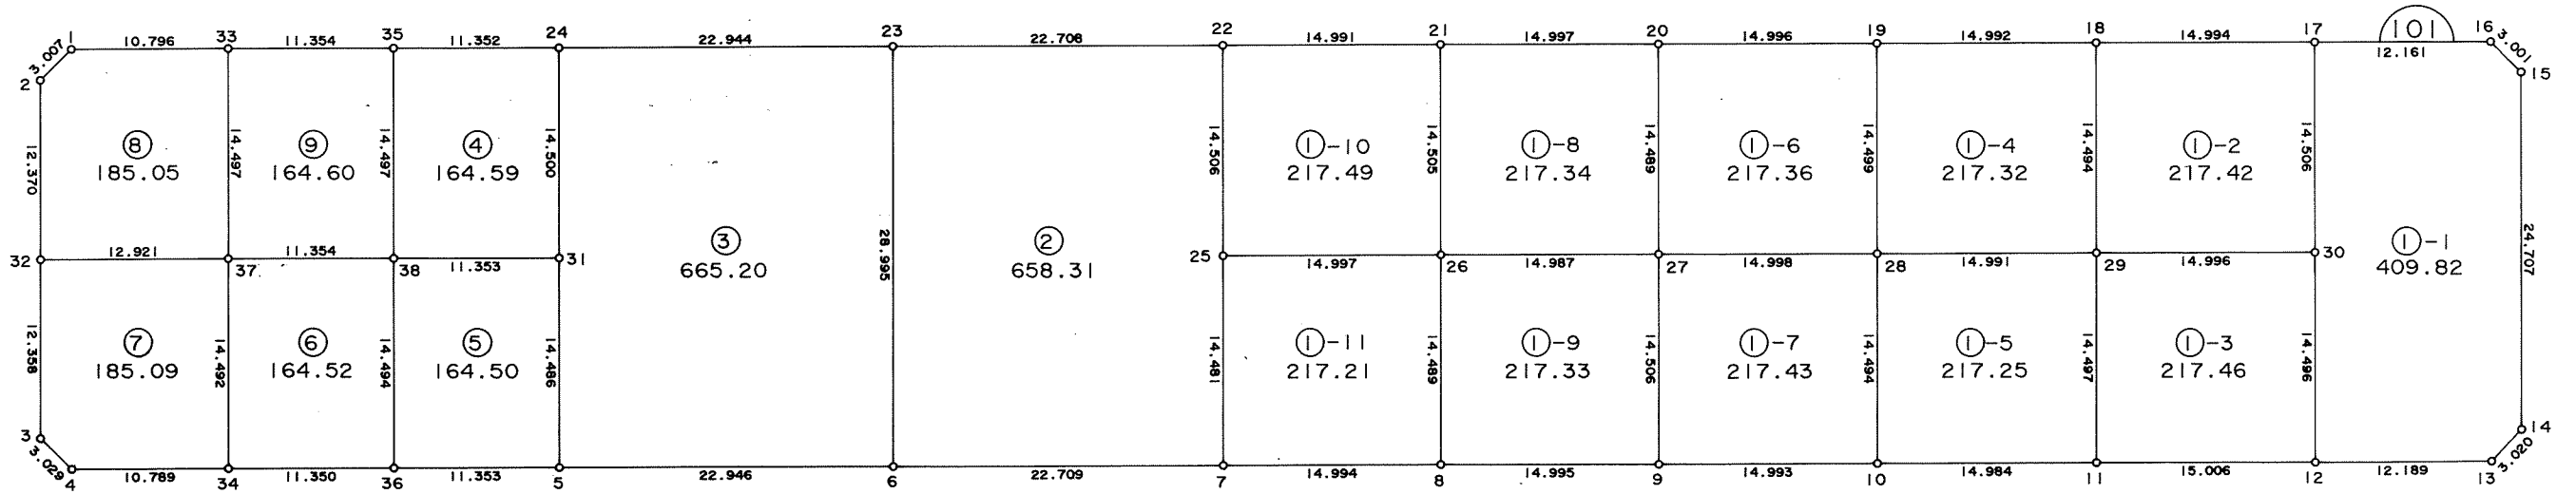 1 33 35 24 23 22 21 20 19 18 17 101 16
3.007 10.796 11.354 11.352 22.944 22.708 14.991 14.997 14.996 14.992 14.994 12.161 3.001
2 15
12.370 14.497 14.497 14.500 14.506 14.505 14.489 14.499 14.494 14.506
⑧ ⑨ ④ ①-10 ①-8 ①-6 ①-4 ①-2
185.05 164.60 164.59 217.49 217.34 217.36 217.32 217.42
③ ② ①-1
665.20 28.995 658.31 409.82 24.707
32 12.921 37 11.354 38 11.353 31 25 14.997 26 14.987 27 14.998 28 14.991 29 14.996 30
12.358 14.492 14.494 14.486 14.481 14.489 14.506 14.494 14.497 14.496
⑦ ⑥ ⑤ ①-11 ①-9 ①-7 ①-5 ①-3
185.09 164.52 164.50 217.21 217.33 217.43 217.25 217.46
3 14
3.029 10.789 11.350 11.353 22.946 22.709 14.994 14.995 14.993 14.984 15.006 12.189 3.020
4 34 36 5 6 7 8 9 10 11 12 13